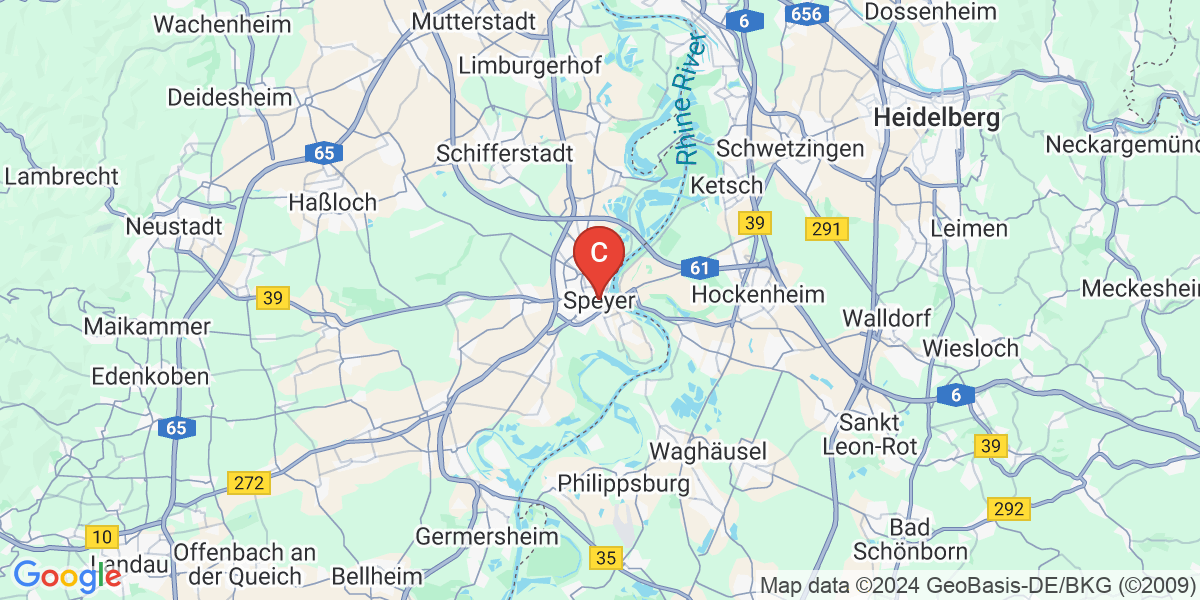 Wachenheim
Mutterstadt
6
656
Dossenheim
Limburgerhof
Deidesheim
Rhine River
Heidelberg
65
Schifferstadt
Schwetzingen
Neckargemünd
Lambrecht
Haßloch
Ketsch
Neustadt
39
291
Leimen
C
61
39
Speyer
Hockenheim
Meckesheim
Maikammer
Walldorf
Wiesloch
Edenkoben
6
65
Sankt
Leon-Rot
39
Waghäusel
272
Philippsburg
292
10
Germersheim
Bad
Schönborn
35
Offenbach an
der Queich
Landau
Bellheim
Google
Map data ©2024 GeoBasis-DE/BKG (©2009)